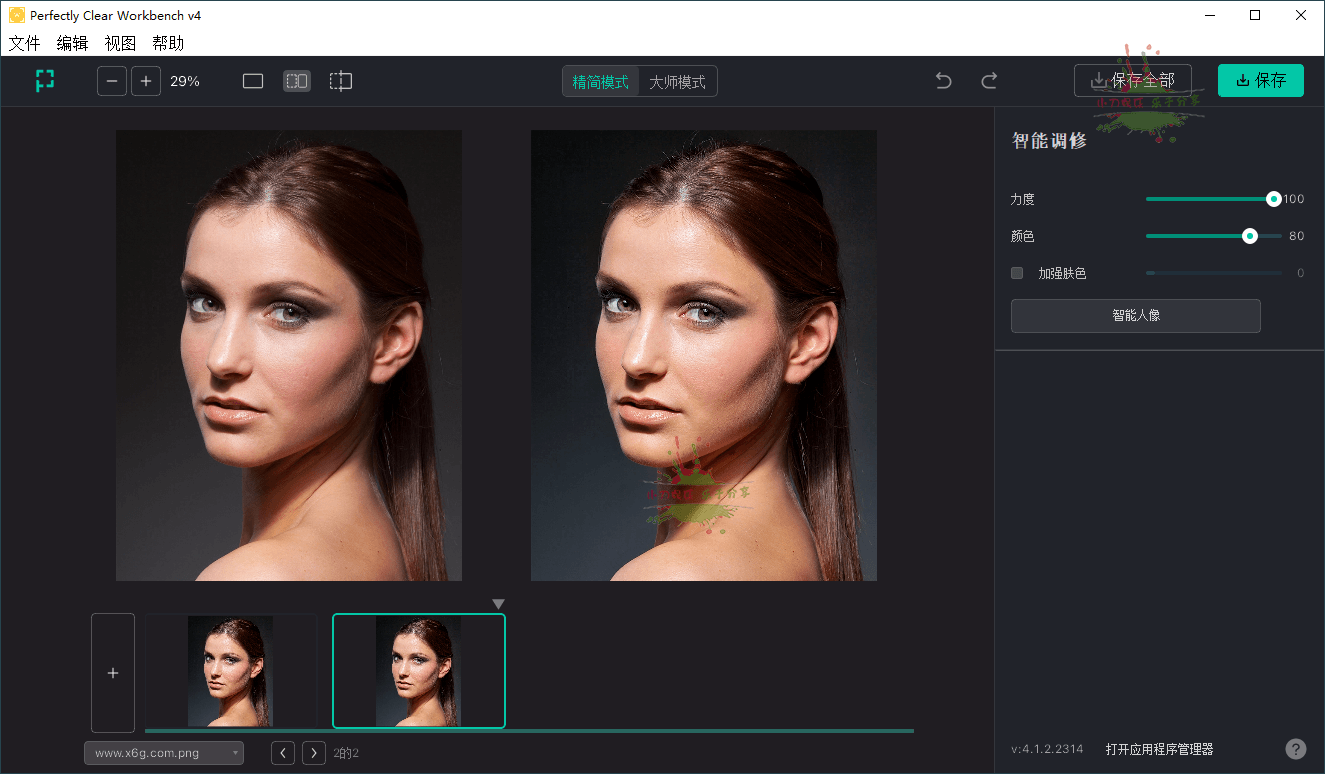 Perfectly Clear Workbench v4
文件 编辑 视图 帮助
29%
精简模式 大师模式
保存全部
保存
智能调修
力度 100
颜色 80
加强肤色 0
智能人像
www.x6g.com.png
2的2
v:4.1.2.2314 打开应用程序管理器
?